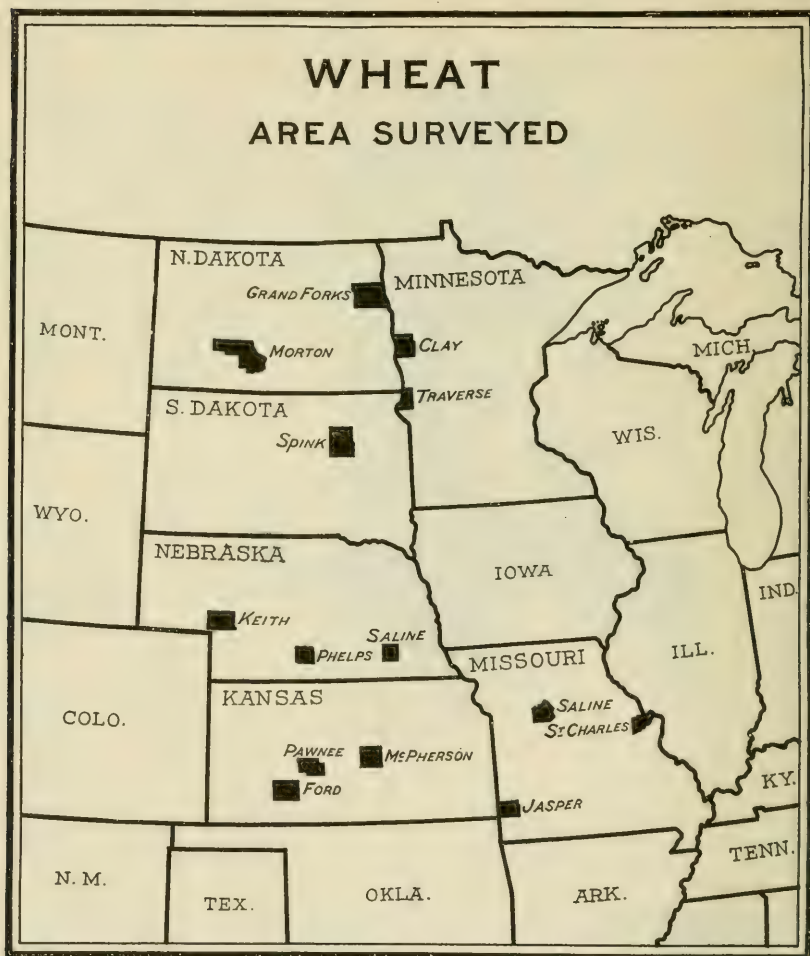 WHEAT
AREA SURVEYED
N. DAKOTA
GRAND FORKS
MINNESOTA
MONT.
MORTON
CLAY
MICH.
TRAVERSE
S. DAKOTA
SPINK
WIS.
WYO.
NEBRASKA
IOWA
IND.
KEITH
SALINE
PHELPS
MISSOURI
ILL.
KANSAS
SALINE
ST CHARLES
COLO.
PAWNEE
McPHERSON
FORD
KY.
JASPER
TENN.
N. M.
TEX.
OKLA.
ARK.